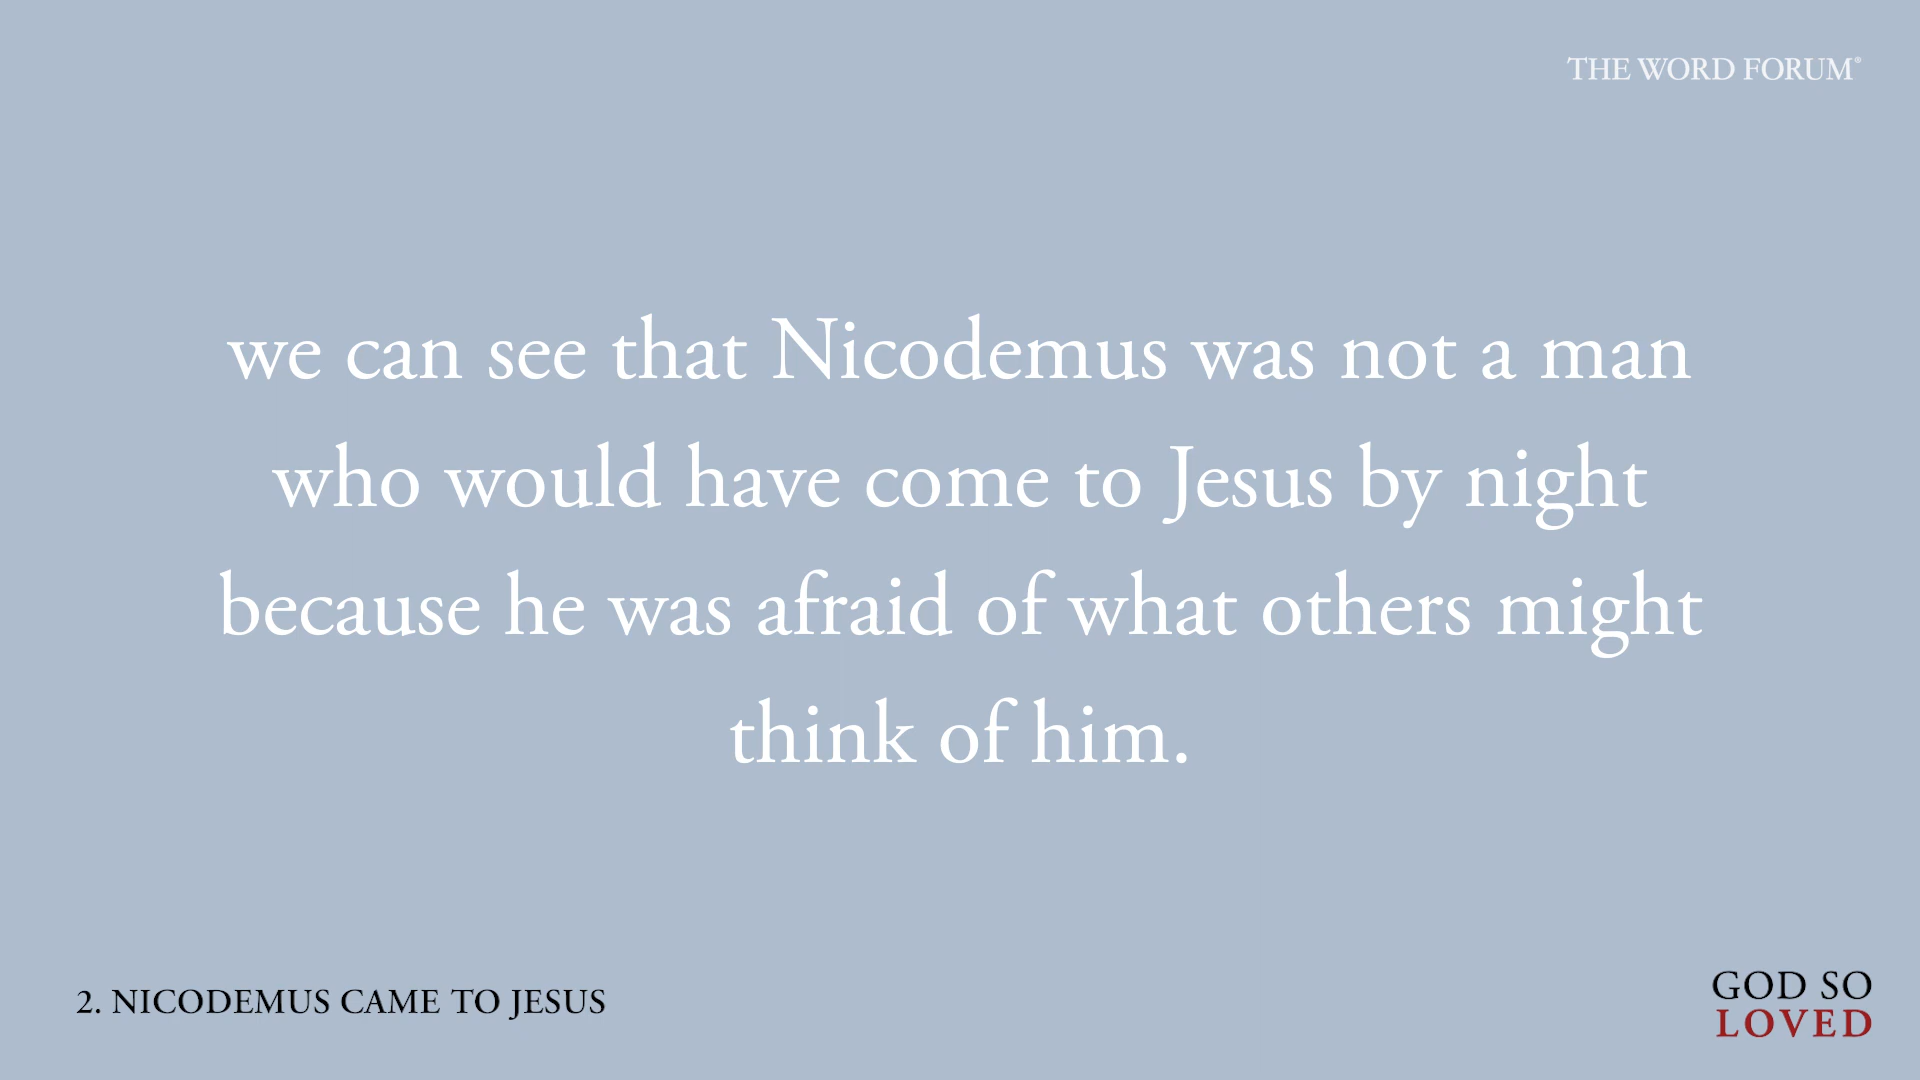 THE WORD FORUM®
we can see that Nicodemus was not a man
who would have come to Jesus by night
because he was afraid of what others might
think of him.
2. NICODEMUS CAME TO JESUS
GOD SO
LOVED